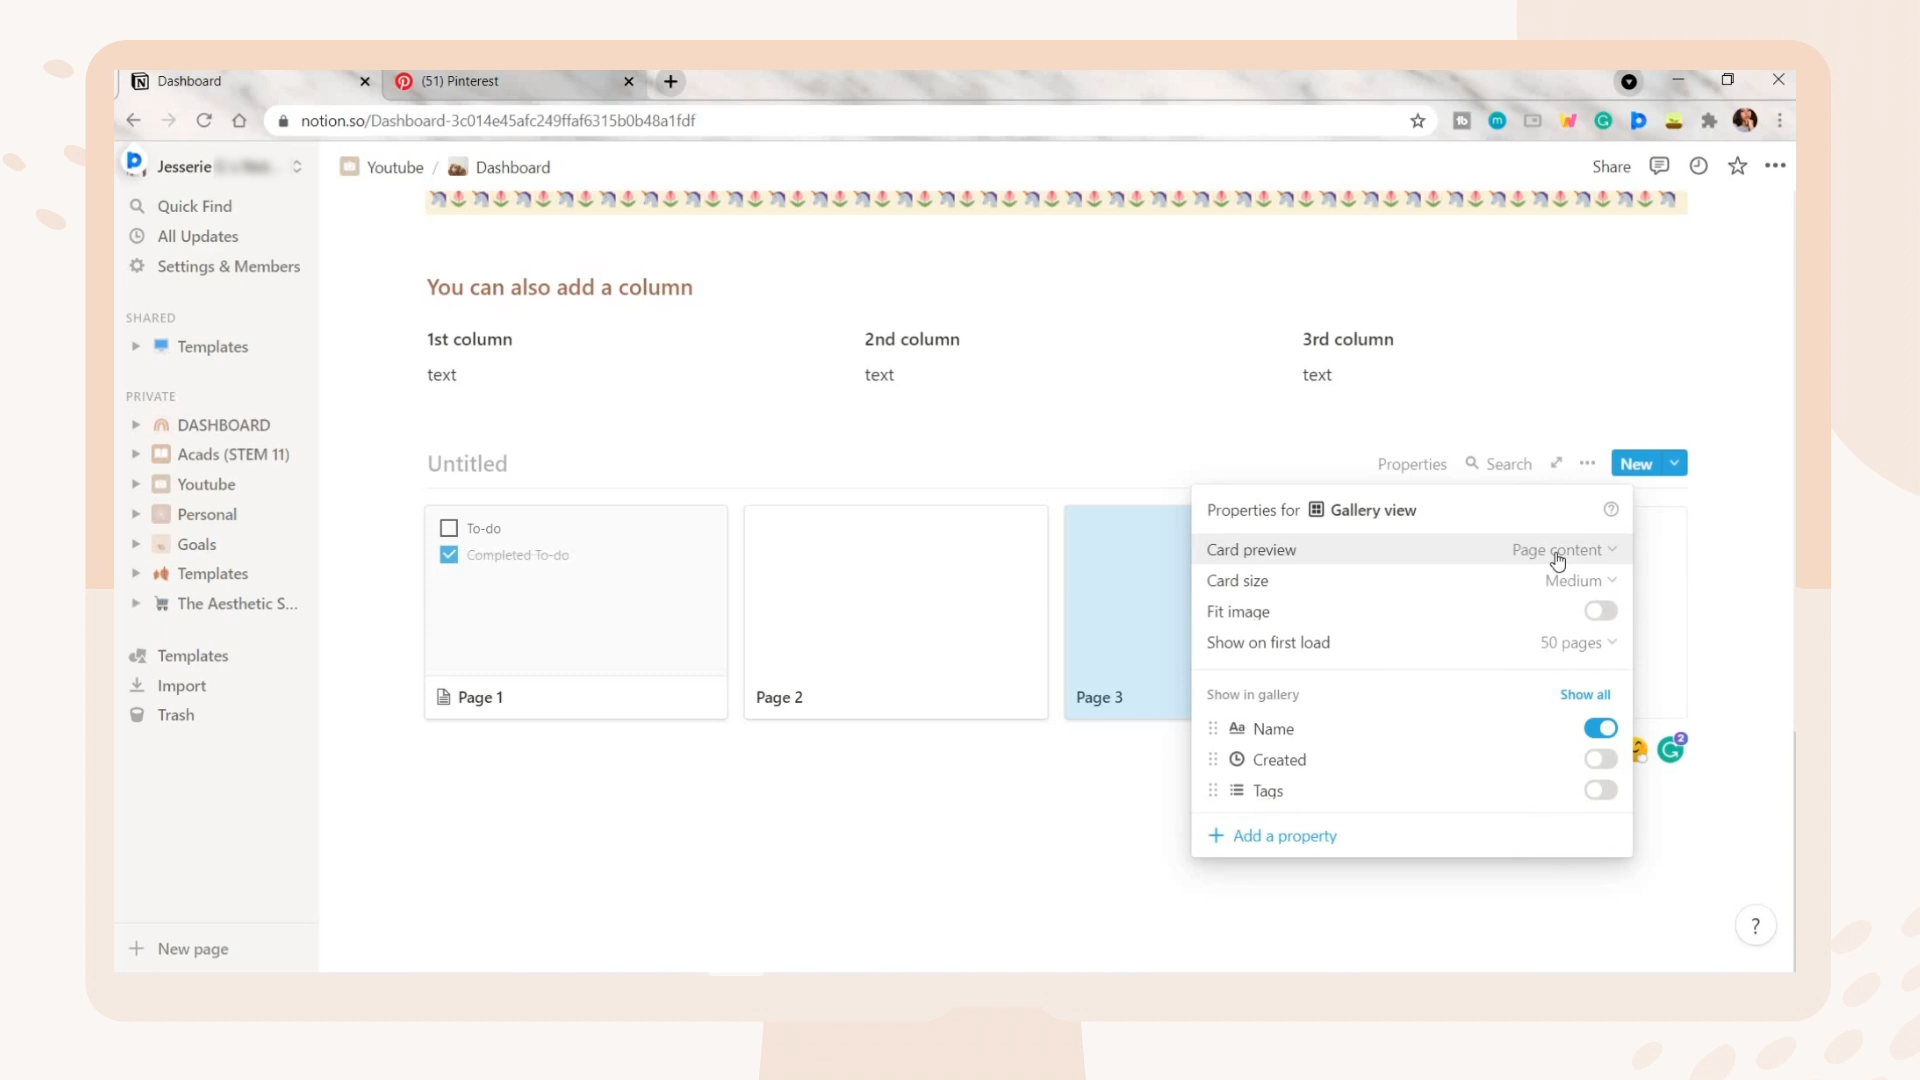 Dashboard
(51) Pinterest
notion.so/Dashboard-3c014e45afc249ffaf6315b0b48a1fdf
Jesserie
Youtube / Dashboard
Share
Quick Find
All Updates
Settings & Members
SHARED
Templates
PRIVATE
DASHBOARD
Acads (STEM 11)
Youtube
Personal
Goals
Templates
The Aesthetic S...
Templates
Import
Trash
New page
You can also add a column
1st column
2nd column
3rd column
text
text
text
Untitled
Properties
Search
New
To-do
Completed To-do
Page 1
Page 2
Page 3
Properties for Gallery view
Card preview
Page content
Card size
Medium
Fit image
Show on first load
50 pages
Show in gallery
Show all
Aa Name
Created
Tags
+ Add a property
2
?